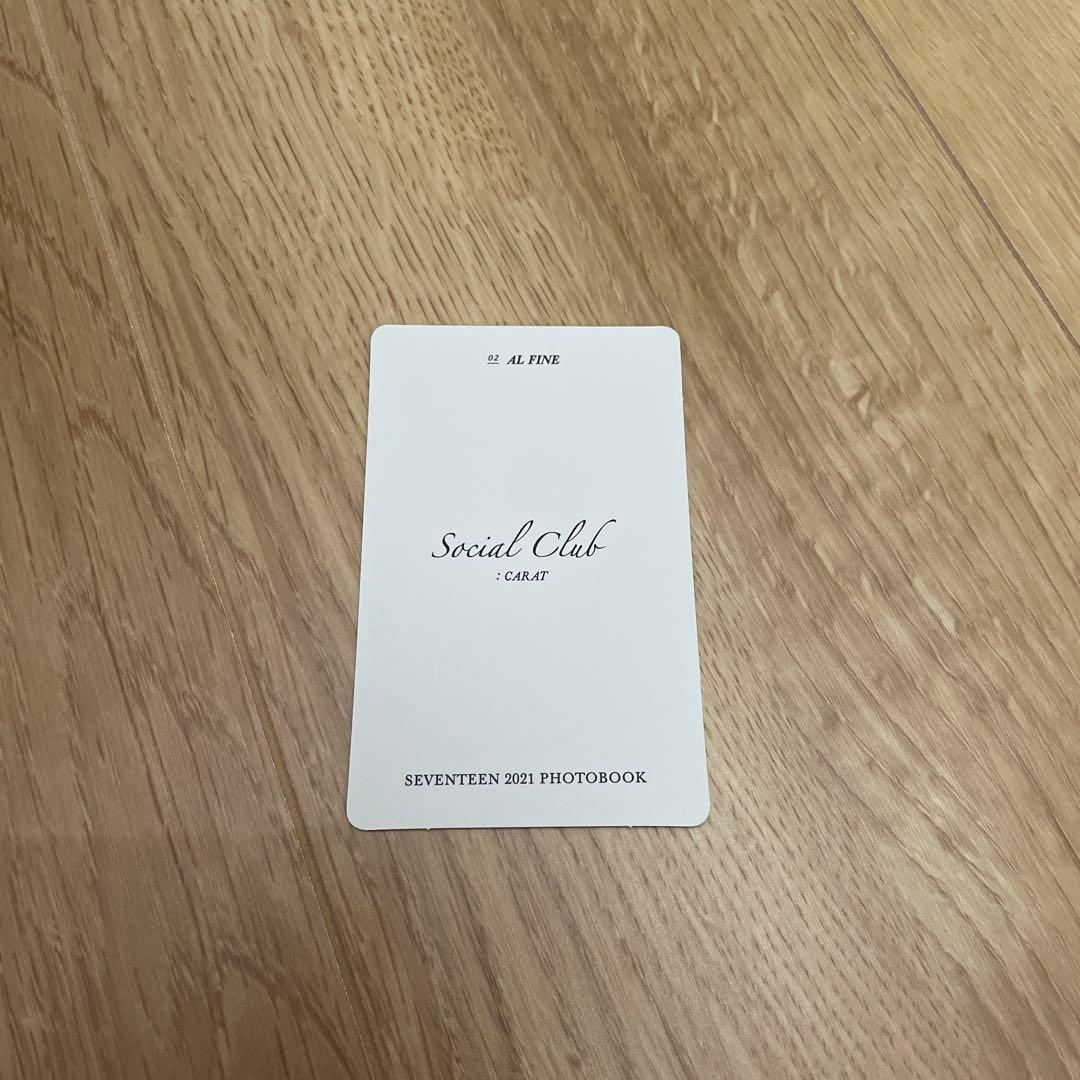 02 AL FINE
Social Club
: CARAT
SEVENTEEN 2021 PHOTOBOOK